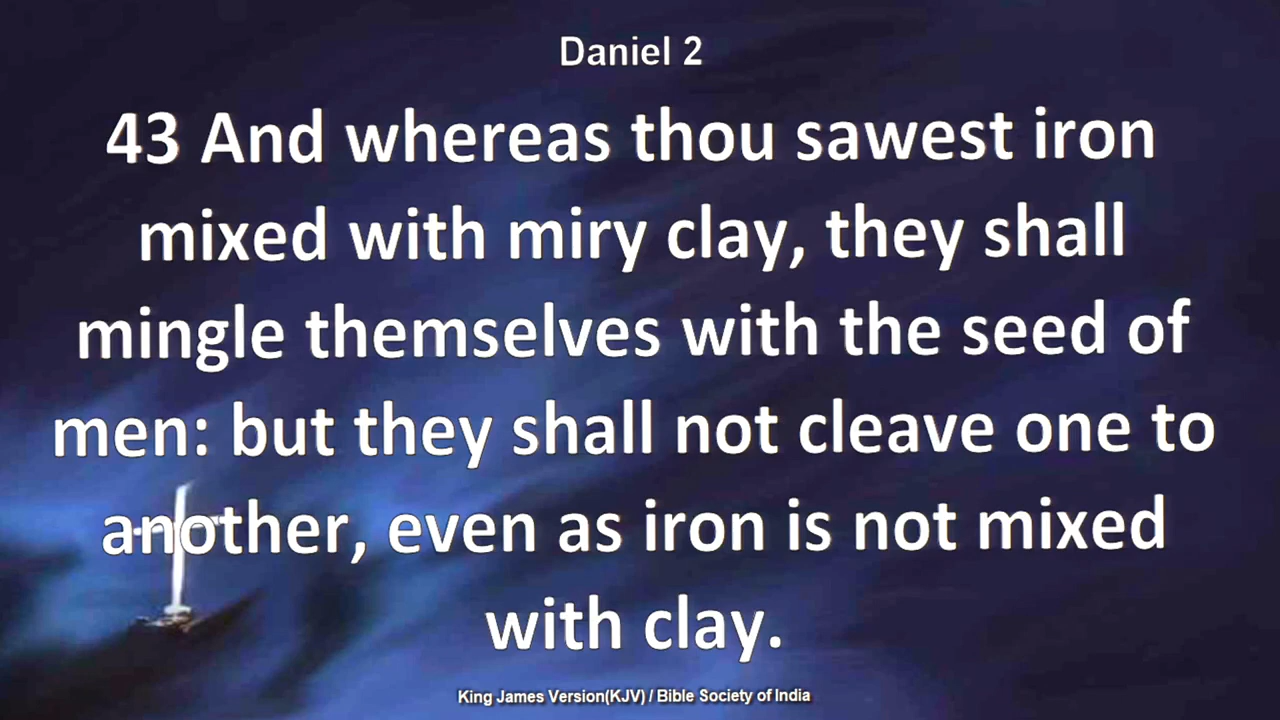 Daniel 2
43 And whereas thou sawest iron
mixed with miry clay, they shall
mingle themselves with the seed of
men: but they shall not cleave one to
another, even as iron is not mixed
with clay.
King James Version(KJV) / Bible Society of India